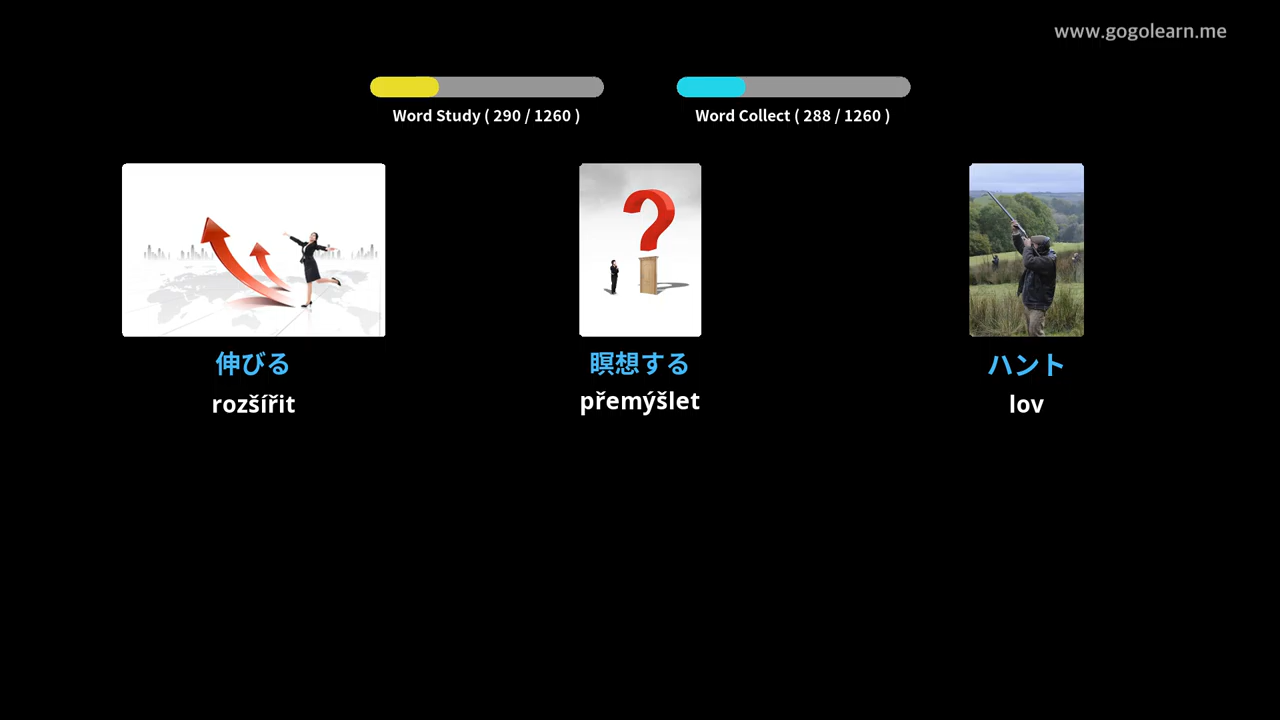 www.gogolearn.me
Word Study ( 290 / 1260 )
Word Collect ( 288 / 1260 )
伸びる
瞑想する
ハント
rozšířit
přemýšlet
lov